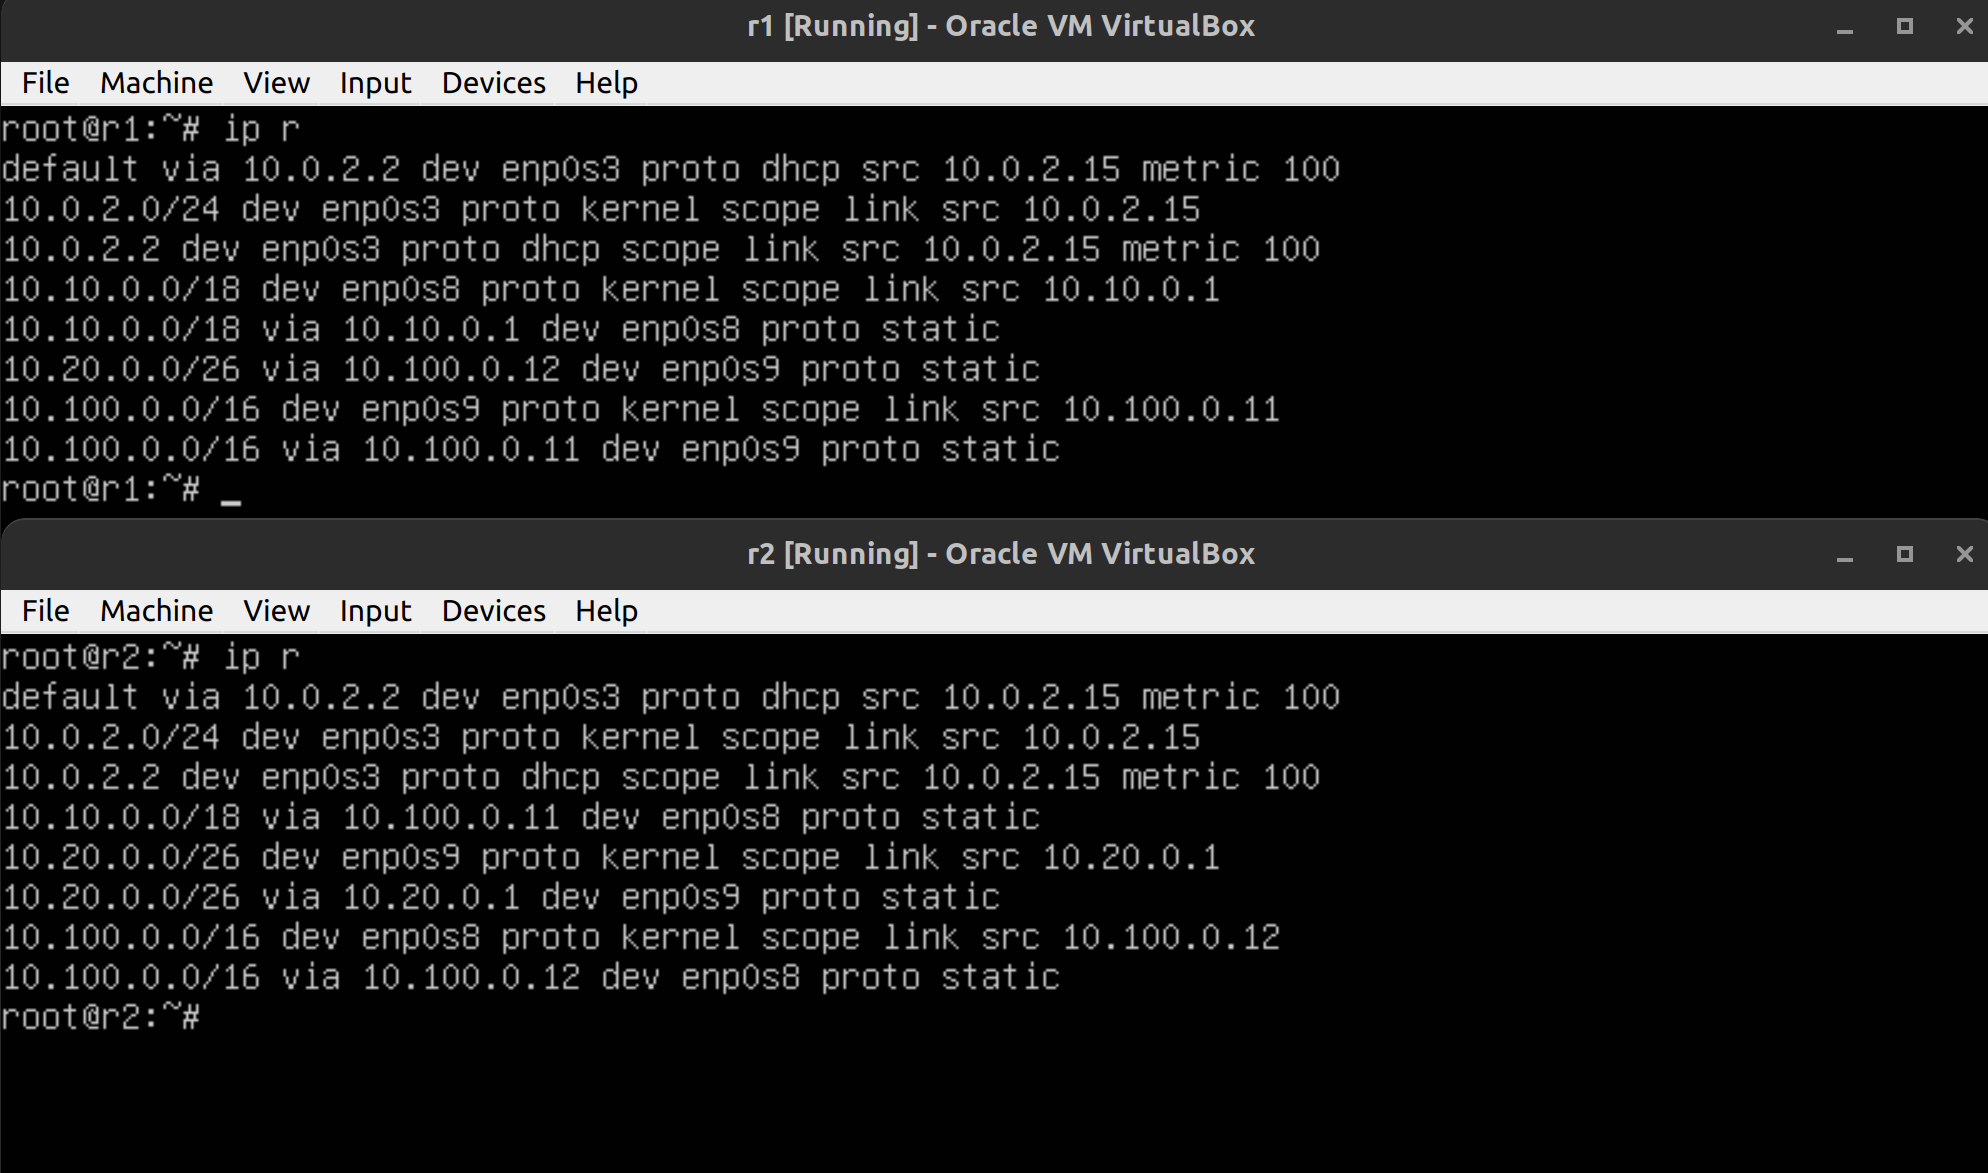 r1 [Running] - Oracle VM VirtualBox
File Machine View Input Devices Help
root@r1:~# ip r
default via 10.0.2.2 dev enp0s3 proto dhcp src 10.0.2.15 metric 100
10.0.2.0/24 dev enp0s3 proto kernel scope link src 10.0.2.15
10.0.2.2 dev enp0s3 proto dhcp scope link src 10.0.2.15 metric 100
10.10.0.0/18 dev enp0s8 proto kernel scope link src 10.10.0.1
10.10.0.0/18 via 10.10.0.1 dev enp0s8 proto static
10.20.0.0/26 via 10.100.0.12 dev enp0s9 proto static
10.100.0.0/16 dev enp0s9 proto kernel scope link src 10.100.0.11
10.100.0.0/16 via 10.100.0.11 dev enp0s9 proto static
root@r1:~# _
r2 [Running] - Oracle VM VirtualBox
File Machine View Input Devices Help
root@r2:~# ip r
default via 10.0.2.2 dev enp0s3 proto dhcp src 10.0.2.15 metric 100
10.0.2.0/24 dev enp0s3 proto kernel scope link src 10.0.2.15
10.0.2.2 dev enp0s3 proto dhcp scope link src 10.0.2.15 metric 100
10.10.0.0/18 via 10.100.0.11 dev enp0s8 proto static
10.20.0.0/26 dev enp0s9 proto kernel scope link src 10.20.0.1
10.20.0.0/26 via 10.20.0.1 dev enp0s9 proto static
10.100.0.0/16 dev enp0s8 proto kernel scope link src 10.100.0.12
10.100.0.0/16 via 10.100.0.12 dev enp0s8 proto static
root@r2:~#